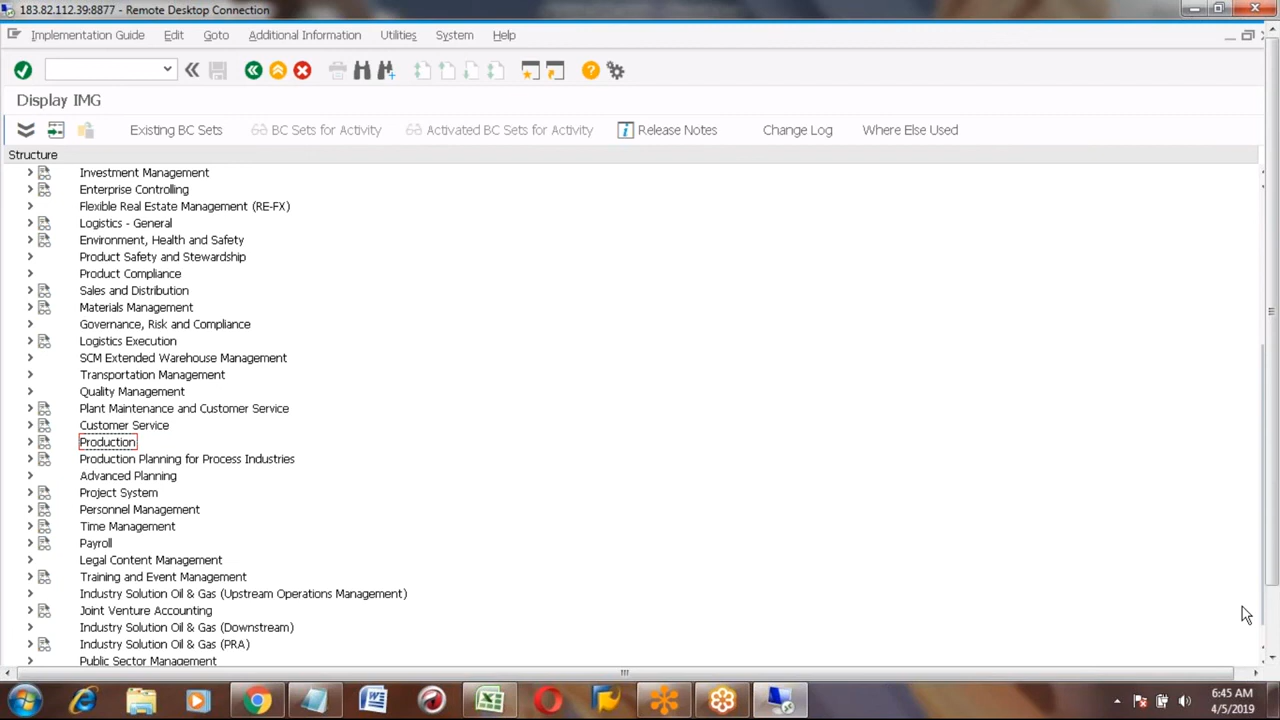 183.82.112.39:8877 - Remote Desktop Connection
Implementation Guide Edit Goto Additional Information Utilities System Help
Display IMG
Existing BC Sets BC Sets for Activity Activated BC Sets for Activity Release Notes Change Log Where Else Used
Structure
Investment Management
Enterprise Controlling
Flexible Real Estate Management (RE-FX)
Logistics - General
Environment, Health and Safety
Product Safety and Stewardship
Product Compliance
Sales and Distribution
Materials Management
Governance, Risk and Compliance
Logistics Execution
SCM Extended Warehouse Management
Transportation Management
Quality Management
Plant Maintenance and Customer Service
Customer Service
Production
Production Planning for Process Industries
Advanced Planning
Project System
Personnel Management
Time Management
Payroll
Legal Content Management
Training and Event Management
Industry Solution Oil & Gas (Upstream Operations Management)
Joint Venture Accounting
Industry Solution Oil & Gas (Downstream)
Industry Solution Oil & Gas (PRA)
Public Sector Management
6:45 AM
4/5/2019